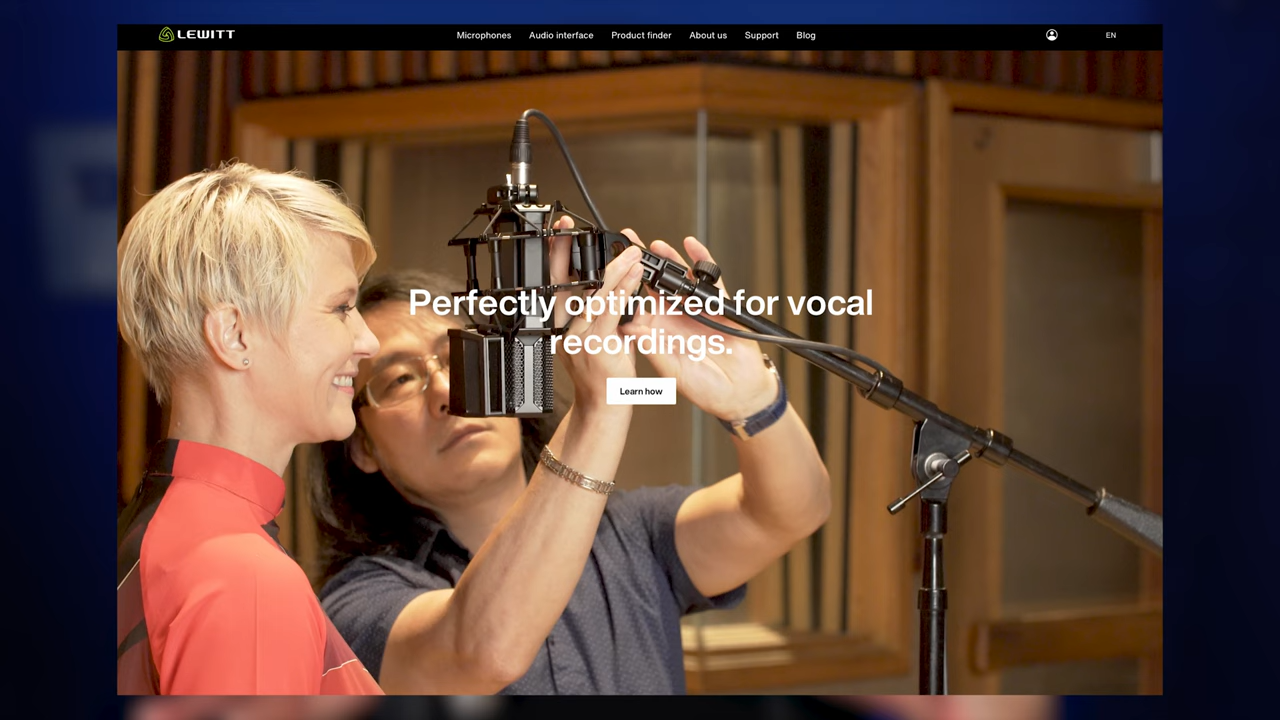 LEWITT
Microphones
Audio interface
Product finder
About us
Support
Blog
EN
Perfectly optimized for vocal
recordings.
Learn how